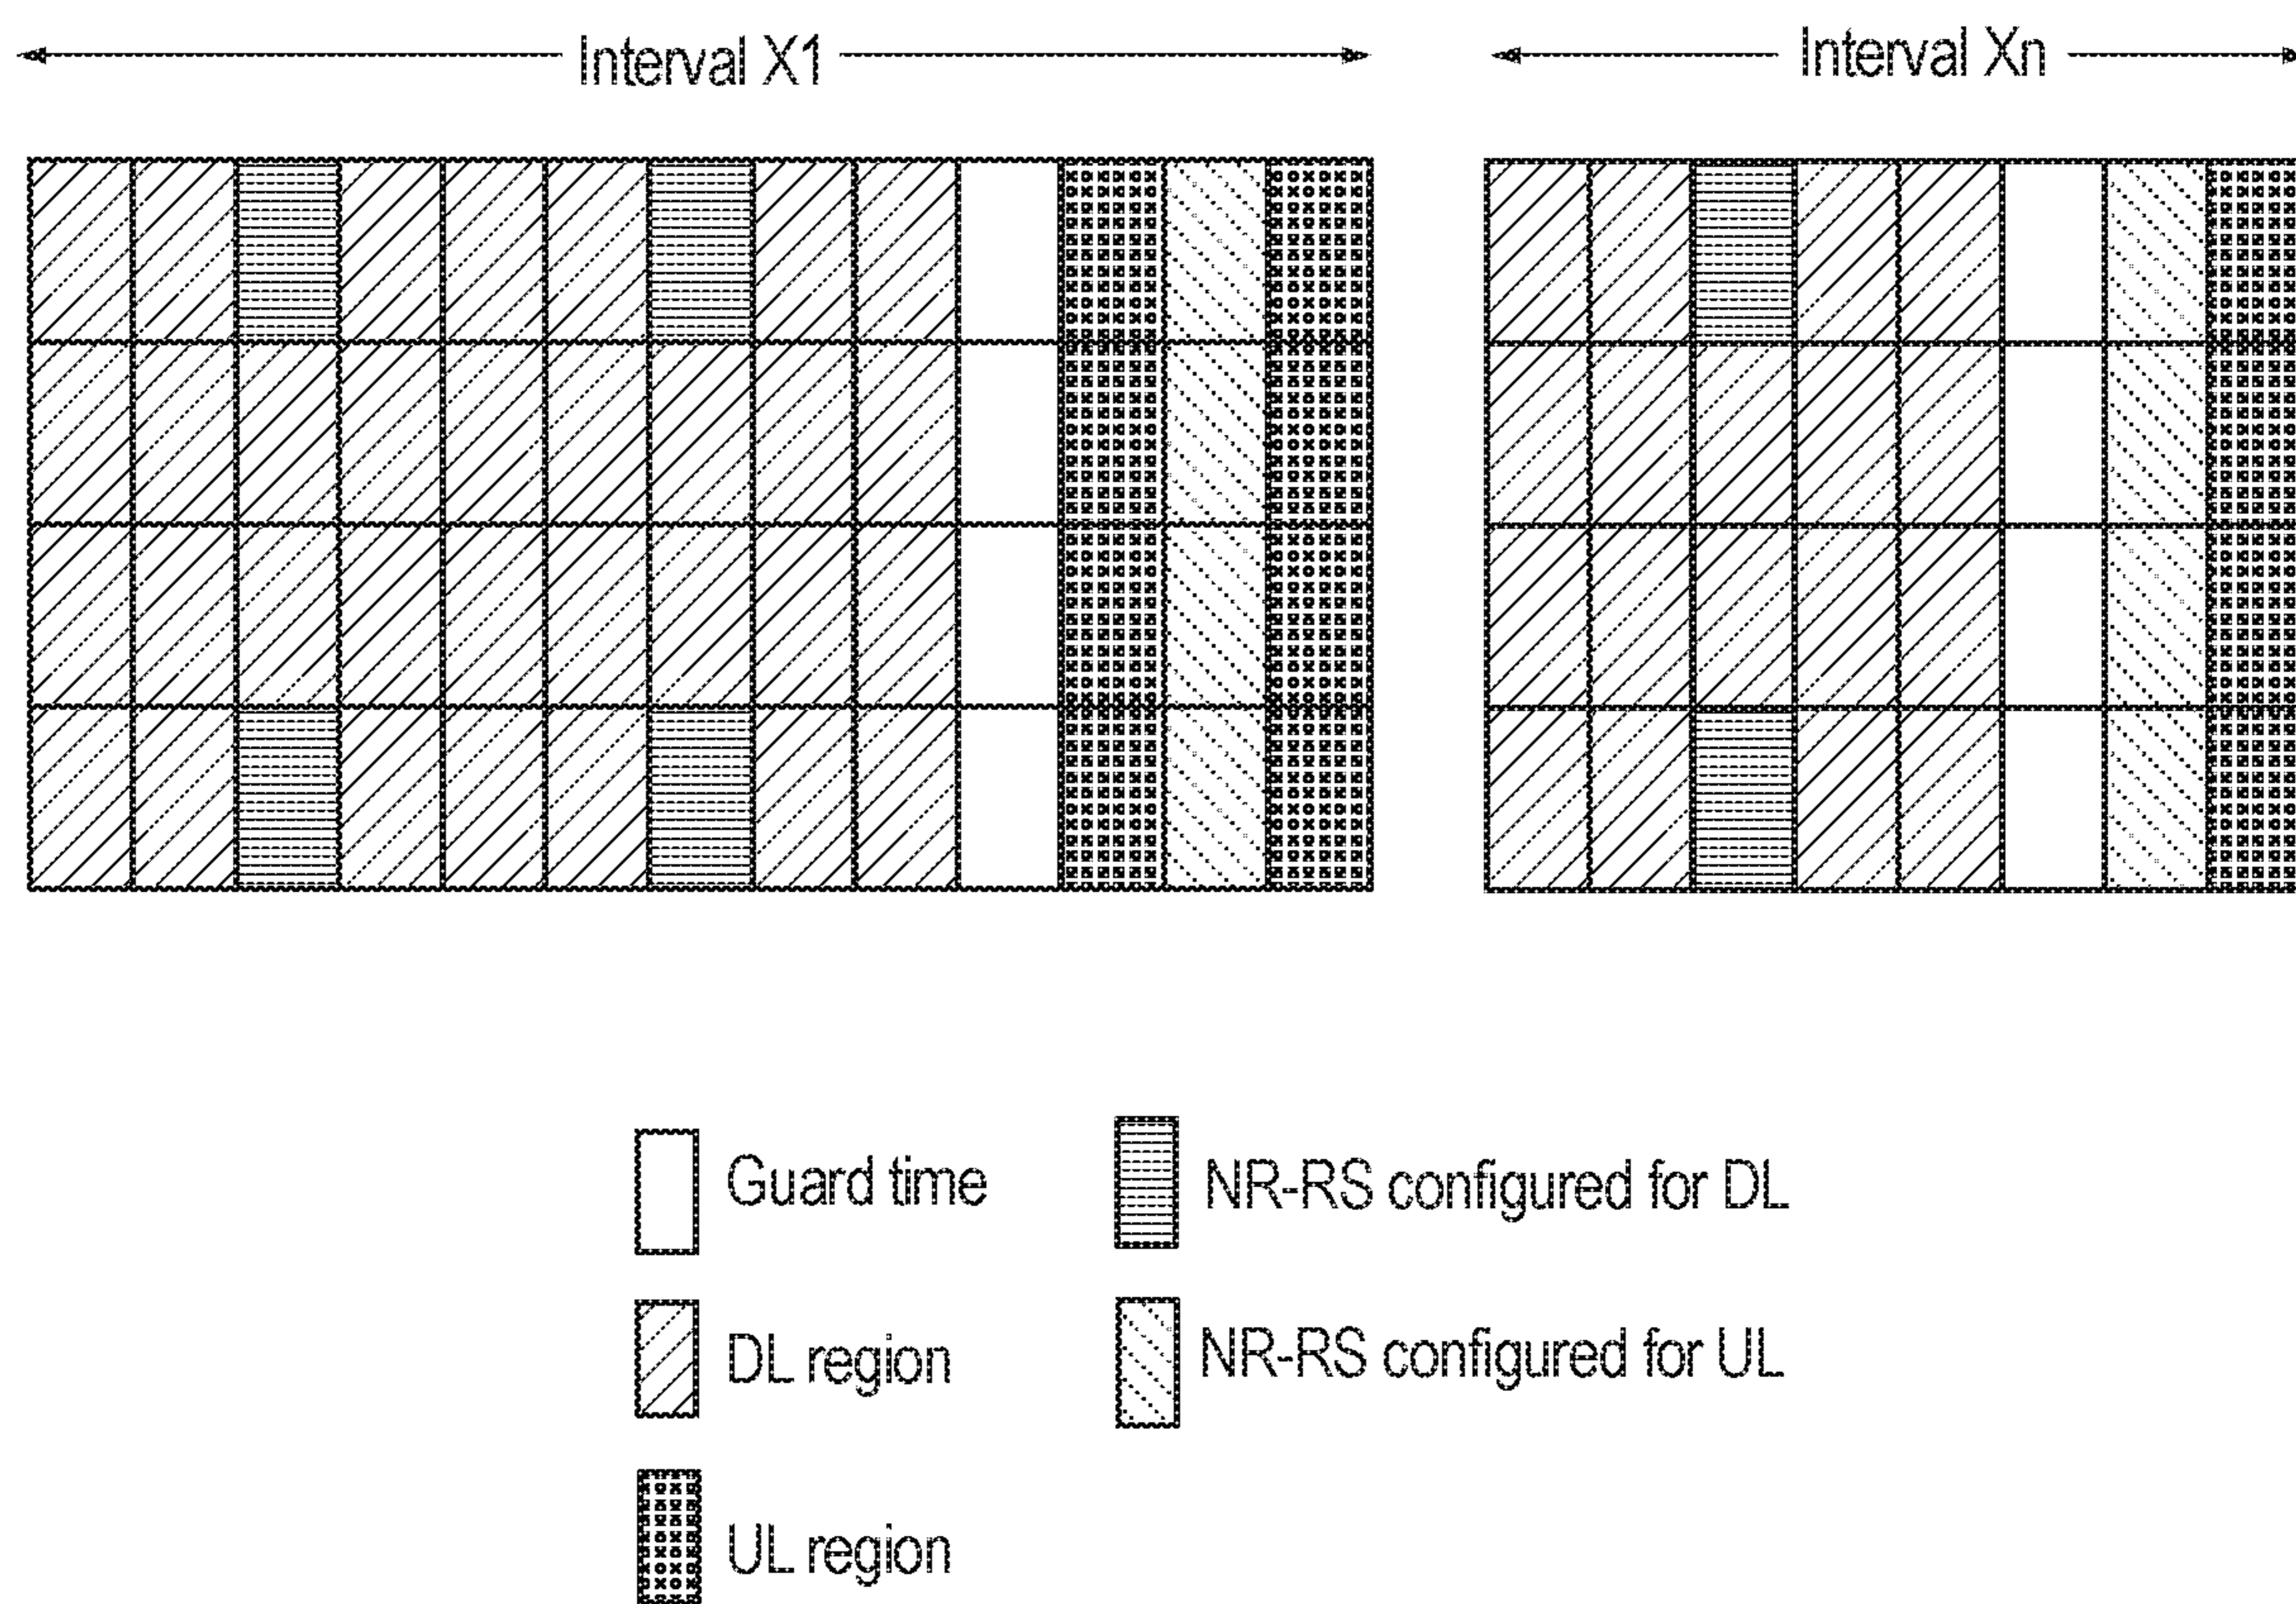 Interval X1
Interval Xn
Guard time
NR-RS configured for DL
DL region
NR-RS configured for UL
UL region